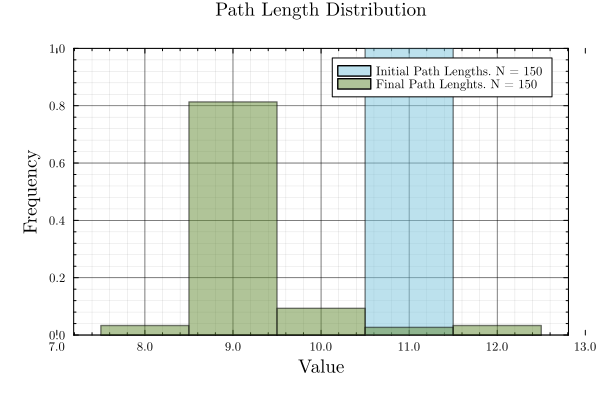 Path Length Distribution
Initial Path Lengths. N = 150
Final Path Lenghts. N = 150
1.0
0.8
0.6
0.4
0.2
0.0
Frequency
7.0 8.0 9.0 10.0 11.0 12.0 13.0
Value